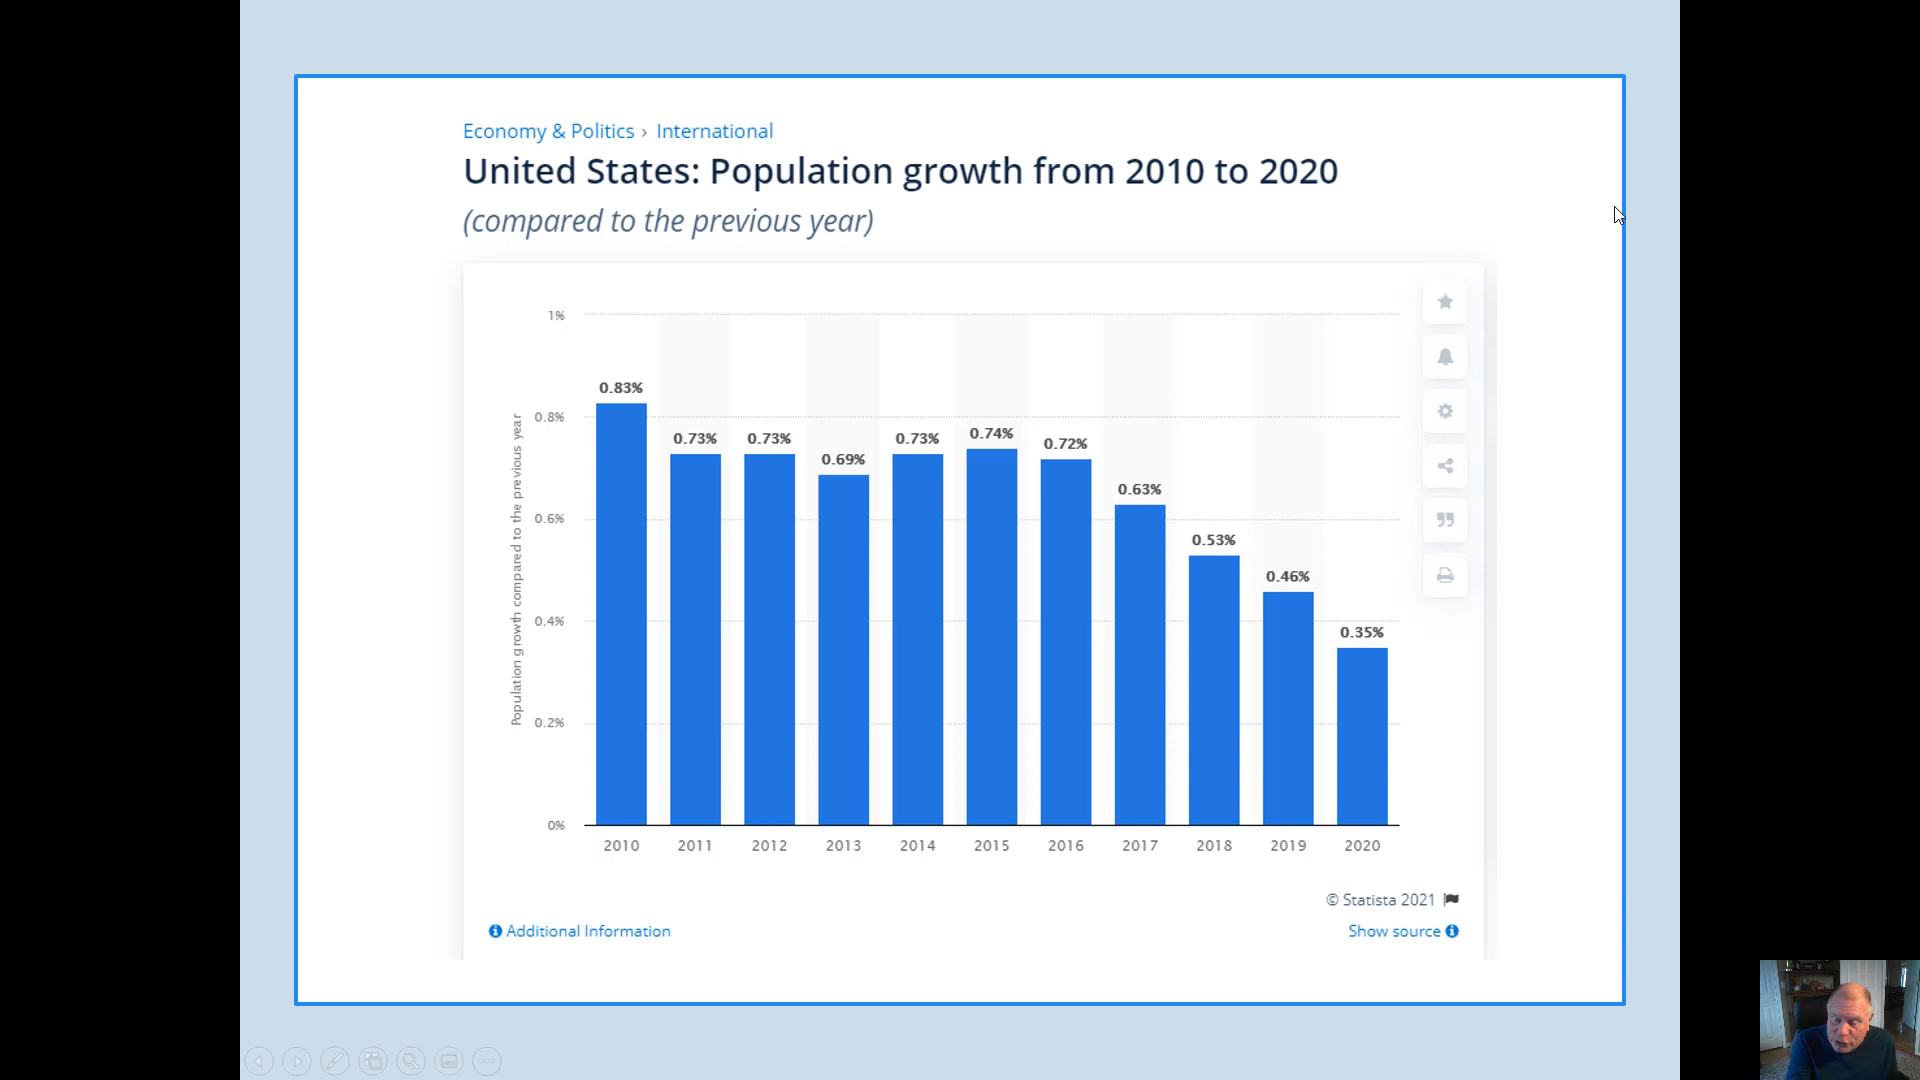 Economy & Politics › International
United States: Population growth from 2010 to 2020
(compared to the previous year)
Population growth compared to the previous year
1%
0.8%
0.6%
0.4%
0.2%
0%
0.83%
0.73%
0.73%
0.69%
0.73%
0.74%
0.72%
0.63%
0.53%
0.46%
0.35%
2010 2011 2012 2013 2014 2015 2016 2017 2018 2019 2020
© Statista 2021
Additional Information
Show source